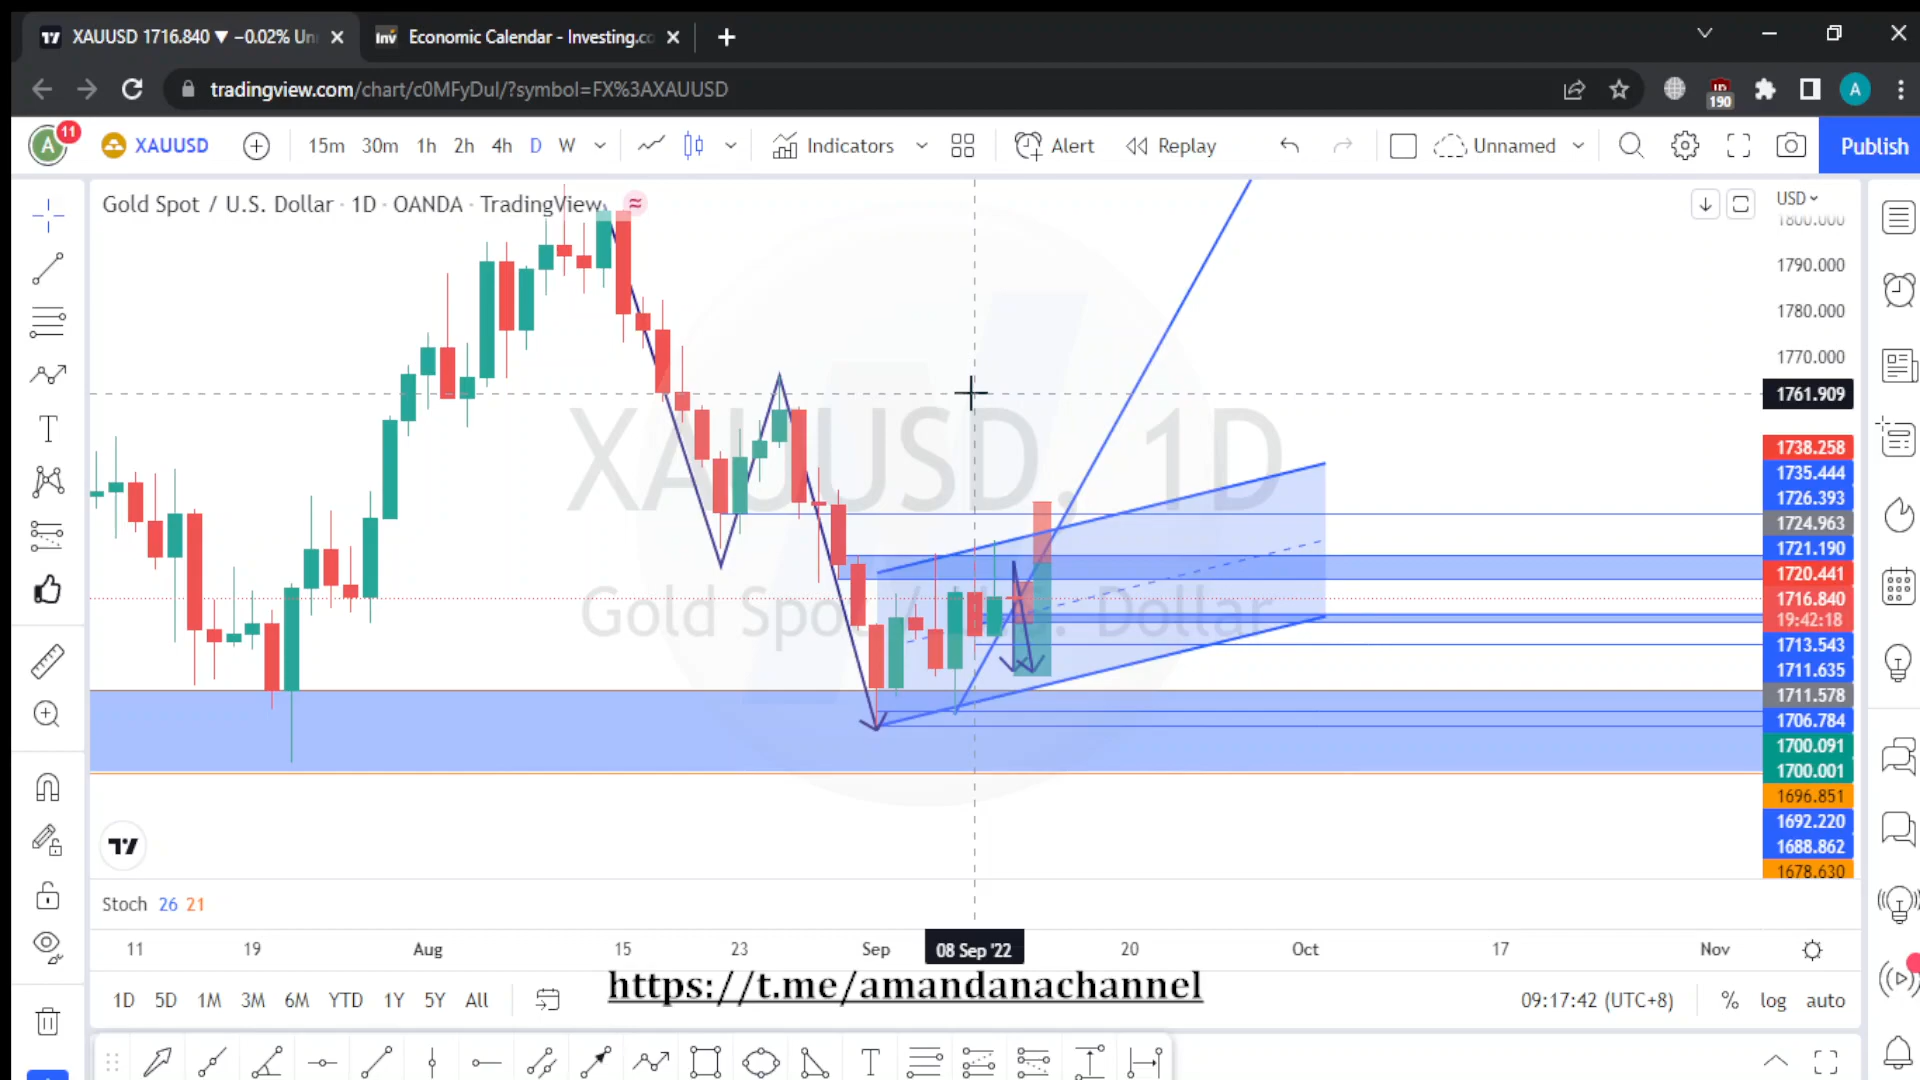 XAUUSD 1716.840 ▼ −0.02% Un
Economic Calendar - Investing.co
tradingview.com/chart/c0MFyDul/?symbol=FX%3AXAUUSD
190
A
A
11
XAUUSD
15m 30m 1h 2h 4h D W
Indicators
Alert
Replay
Unnamed
Publish
Gold Spot / U.S. Dollar · 1D · OANDA · TradingView
USD
1800.000
1790.000
1780.000
1770.000
1761.909
XAUUSD, 1D
Gold Spot / U.S. Dollar
1738.258
1735.444
1726.393
1724.963
1721.190
1720.441
1716.840
19:42:18
1713.543
1711.635
1711.578
1706.784
1700.091
1700.001
1696.851
1692.220
1688.862
1678.630
Stoch 26 21
11 19 Aug 15 23 Sep 08 Sep '22 20 Oct 17 Nov
https://t.me/amandanachannel
1D 5D 1M 3M 6M YTD 1Y 5Y All
09:17:42 (UTC+8)
% log auto